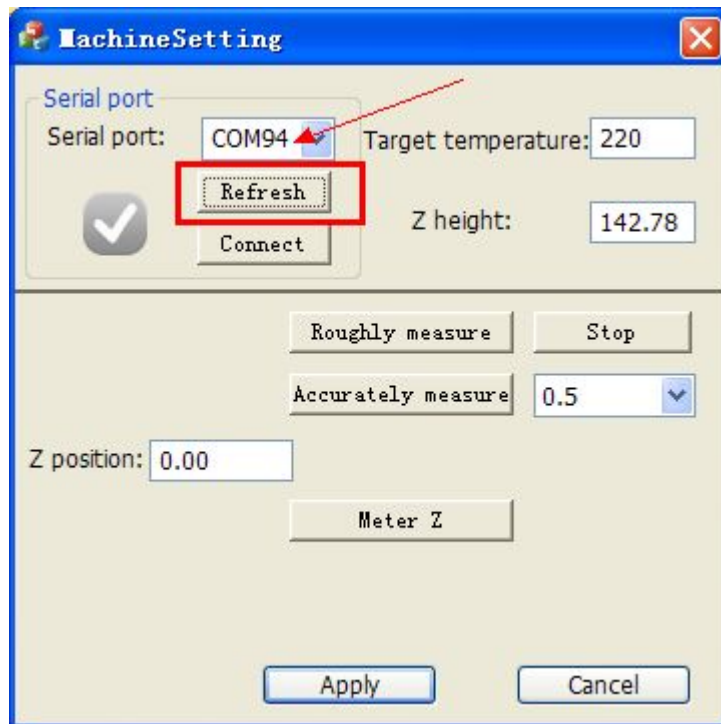 MachineSetting
Serial port
Serial port: COM94 Target temperature: 220
Refresh
Z height: 142.78
Connect
Roughly measure Stop
Accurately measure 0.5
Z position: 0.00
Meter Z
Apply Cancel